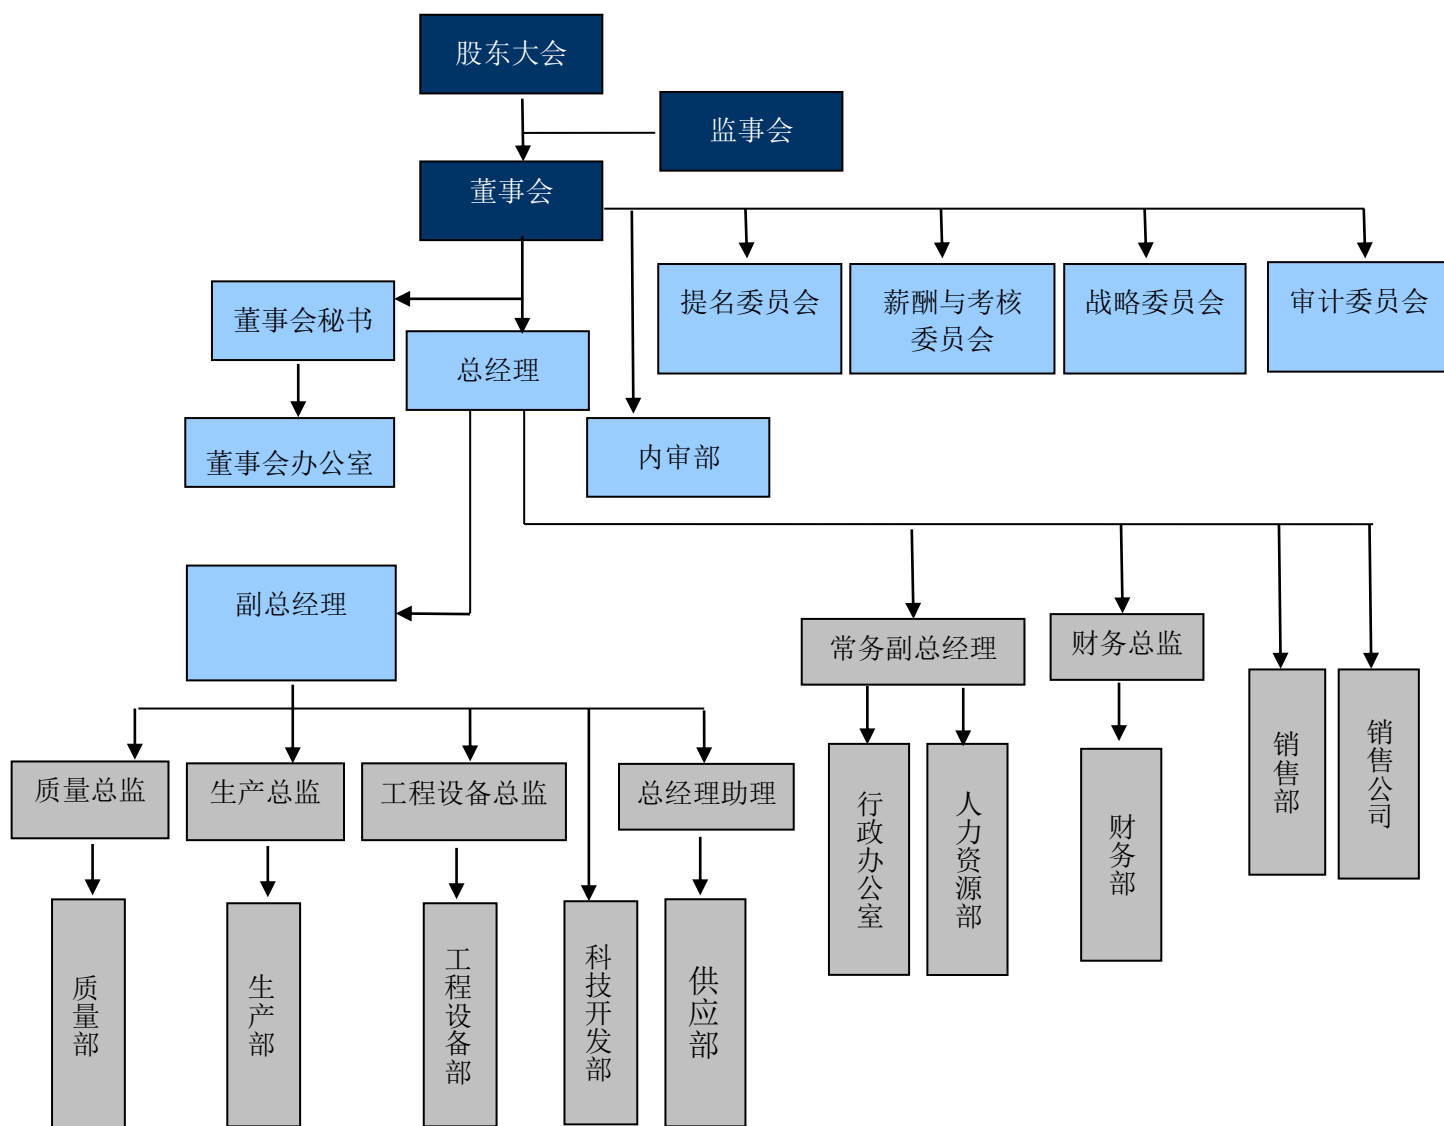 股东大会
监事会
董事会
提名委员会
薪酬与考核
委员会
战略委员会
审计委员会
董事会秘书
总经理
董事会办公室
内审部
副总经理
常务副总经理
财务总监
销售部
销售公司
质量总监
生产总监
工程设备总监
总经理助理
行政办公室
人力资源部
财务部
质量部
生产部
工程设备部
科技开发部
供应部